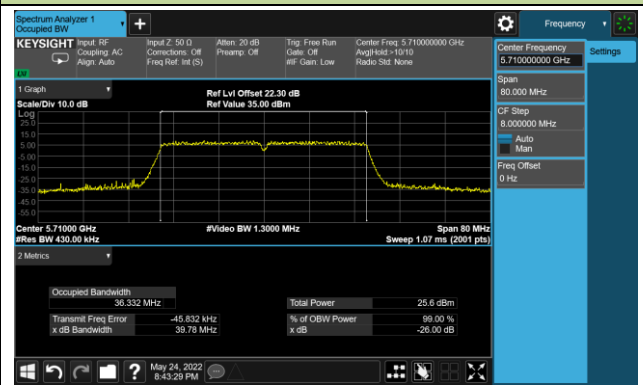 Spectrum Analyzer 1
Occupied BW
Frequency
KEYSIGHT
Input: RF
Coupling: AC
Align: Auto
Input Z: 50 Ω
Corrections: Off
Freq Ref: Int (S)
Atten: 20 dB
Preamp: Off
Trig: Free Run
Gate: Off
#IF Gain: Low
Center Freq: 5.710000000 GHz
Avg|Hold:>10/10
Radio Std: None
Center Frequency
5.710000000 GHz
Settings
Span
80.000 MHz
CF Step
8.000000 MHz
Auto
Man
Freq Offset
0 Hz
1 Graph
Scale/Div 10.0 dB
Ref Lvl Offset 22.30 dB
Ref Value 35.00 dBm
Log
25.0
15.0
5.00
-5.00
-15.0
-25.0
-35.0
-45.0
-55.0
Center 5.71000 GHz
#Res BW 430.00 kHz
#Video BW 1.3000 MHz
Span 80 MHz
Sweep 1.07 ms (2001 pts)
2 Metrics
Occupied Bandwidth
36.332 MHz
Total Power 25.6 dBm
Transmit Freq Error -45.832 kHz
% of OBW Power 99.00 %
x dB Bandwidth 39.78 MHz
x dB -26.00 dB
?
May 24, 2022
8:43:29 PM